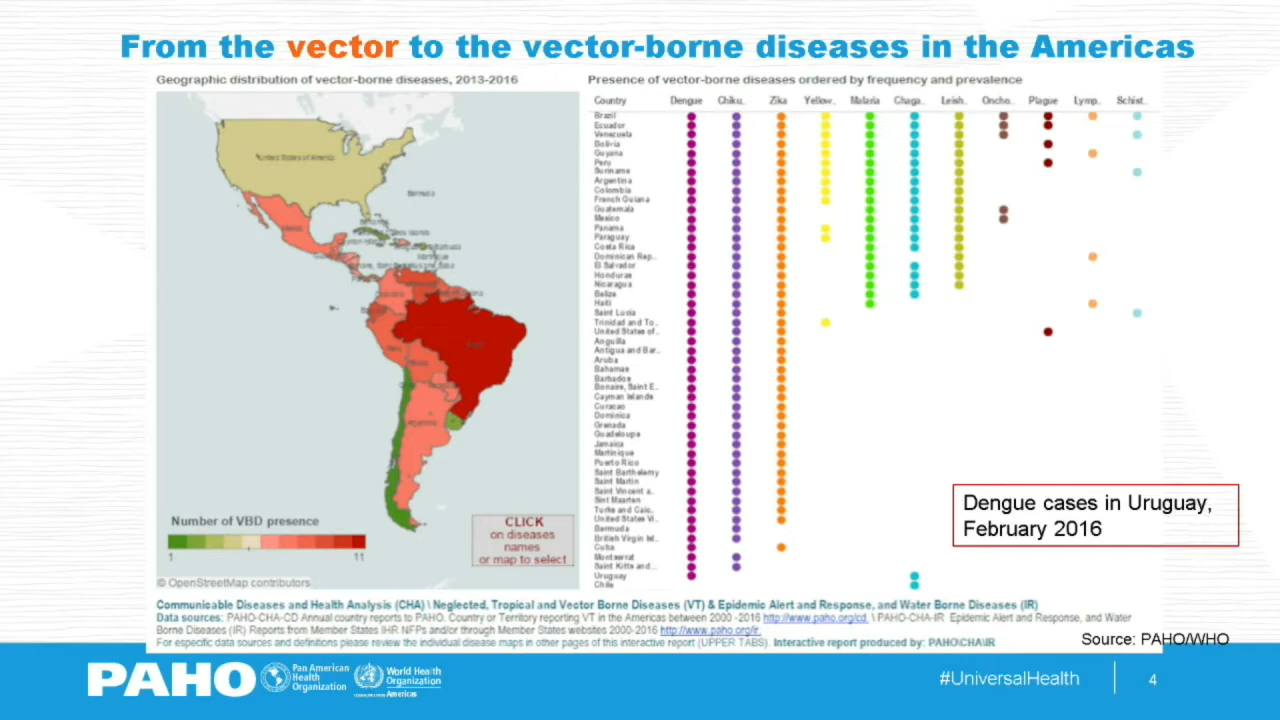 From the vector to the vector-borne diseases in the Americas
Geographic distribution of vector-borne diseases, 2013-2016
Presence of vector-borne diseases ordered by frequency and prevalence
Country Dengue Chiku.. Zika Yellow.. Malaria Chaga.. Leish.. Oncho.. Plague Lymp.. Schist..
Brazil
Ecuador
Venezuela
Bolivia
Guyana
Peru
Suriname
Argentina
Colombia
French Guiana
Guatemala
Mexico
Panama
Paraguay
Costa Rica
Dominican Rep..
El Salvador
Honduras
Nicaragua
Belize
Haiti
Saint Lucia
Trinidad and To..
United States of..
Anguilla
Antigua and Bar..
Aruba
Bahamas
Barbados
Bonaire, Saint E..
Cayman Islands
Curacao
Dominica
Grenada
Guadeloupe
Jamaica
Martinique
Puerto Rico
Saint Barthelemy
Saint Martin
Saint Vincent a..
Sint Maarten
Turks and Caic..
United States Vi..
Bermuda
British Virgin Isl..
Cuba
Montserrat
Saint Kitts and ..
Uruguay
Chile
United States of America
Bermuda
Mexico
Argentina
Number of VBD presence
1 11
CLICK
on diseases
names
or map to select
© OpenStreetMap contributors
Dengue cases in Uruguay,
February 2016
Communicable Diseases and Health Analysis (CHA) \ Neglected, Tropical and Vector Borne Diseases (VT) & Epidemic Alert and Response, and Water Borne Diseases (IR)
Data sources: PAHO-CHA-CD Annual country reports to PAHO. Country or Territory reporting VT in the Americas between 2000 -2016 http://www.paho.org/cd. \ PAHO-CHA-IR Epidemic Alert and Response, and Water
Borne Diseases (IR) Reports from Member States IHR NFPs and/or through Member States websites 2000-2016 http://www.paho.org/ir.
For especific data sources and definitions please review the individual disease maps in other pages of this interactive report (UPPER TABS). Interactive report produced by: PAHO\CHA\IR
Source: PAHO/WHO
PAHO
Pan American
Health
Organization
World Health
Organization
Americas
#UniversalHealth
4